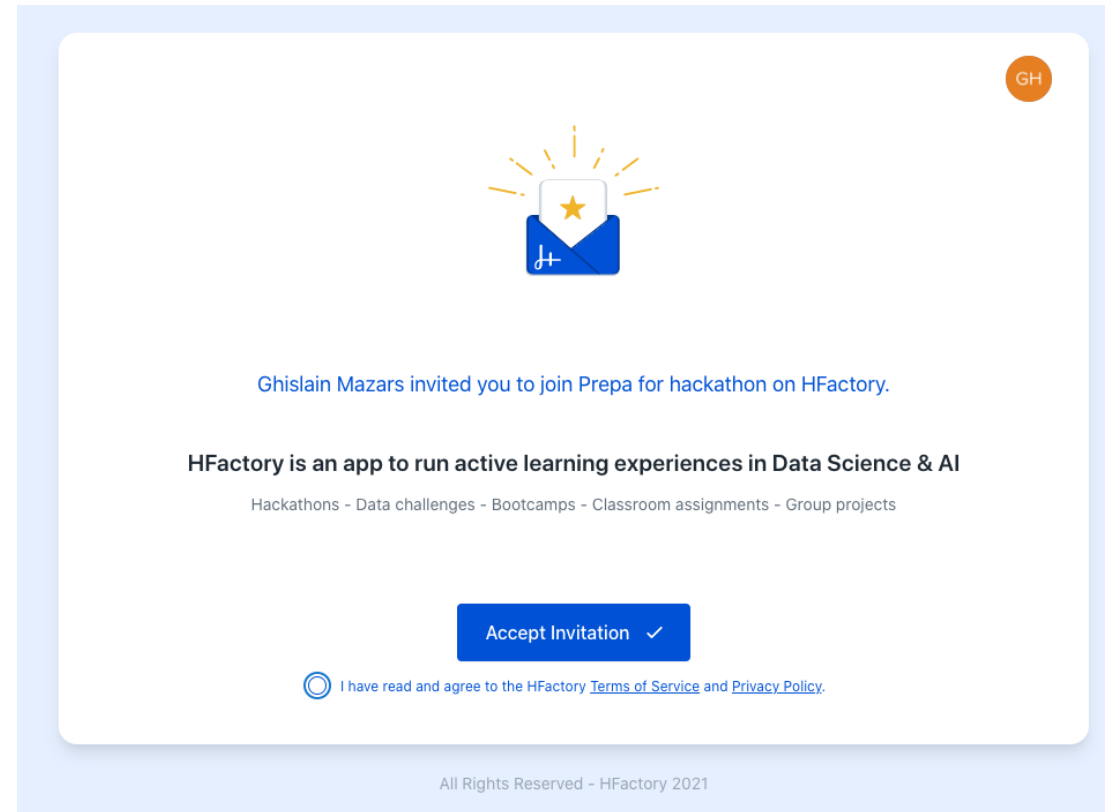 GH
Ghislain Mazars invited you to join Prepa for hackathon on HFactory.
HFactory is an app to run active learning experiences in Data Science & AI
Hackathons - Data challenges - Bootcamps - Classroom assignments - Group projects
Accept Invitation
I have read and agree to the HFactory Terms of Service and Privacy Policy.
All Rights Reserved - HFactory 2021